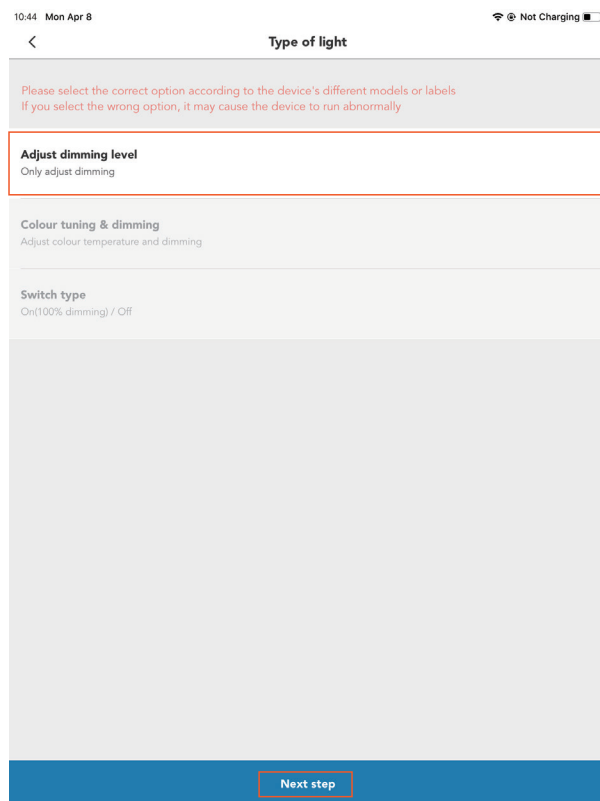 10:44 Mon Apr 8 Not Charging
Type of light
Please select the correct option according to the device's different models or labels
If you select the wrong option, it may cause the device to run abnormally
Adjust dimming level
Only adjust dimming
Colour tuning & dimming
Adjust colour temperature and dimming
Switch type
On(100% dimming) / Off
Next step